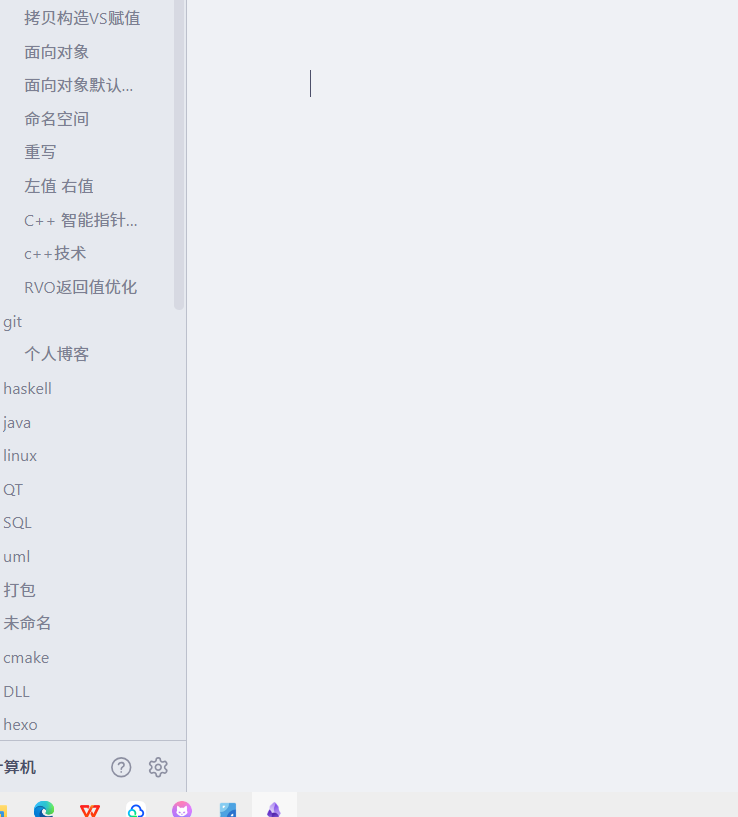 拷贝构造VS赋值
面向对象
面向对象默认...
命名空间
重写
左值 右值
C++ 智能指针...
c++技术
RVO返回值优化
git
个人博客
haskell
java
linux
QT
SQL
uml
打包
未命名
cmake
DLL
hexo
计算机